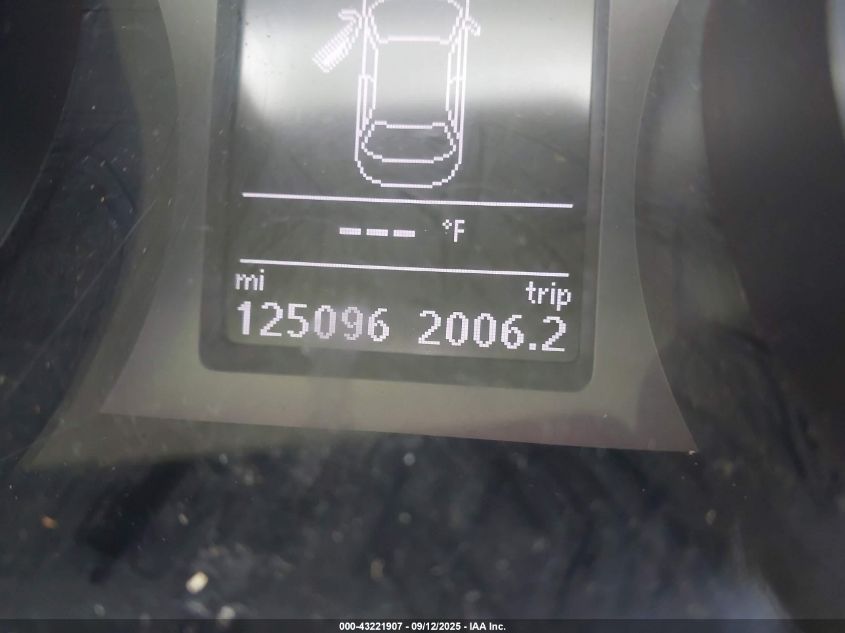 --- °F
mi trip
125096 2006.2
000-43221907 - 09/12/2025 - IAA Inc.